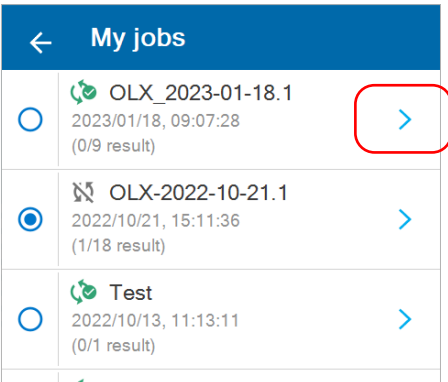 My jobs
OLX_2023-01-18.1
2023/01/18, 09:07:28
(0/9 result)
OLX-2022-10-21.1
2022/10/21, 15:11:36
(1/18 result)
Test
2022/10/13, 11:13:11
(0/1 result)